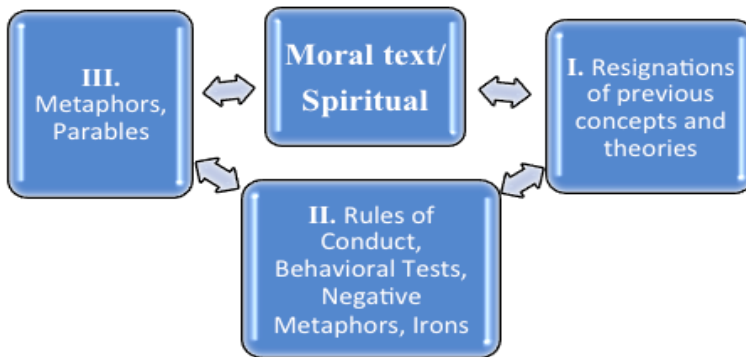 III.
Metaphors,
Parables
Moral text/
Spiritual
I. Resignations
of previous
concepts and
theories
II. Rules of
Conduct,
Behavioral Tests,
Negative
Metaphors, Irons